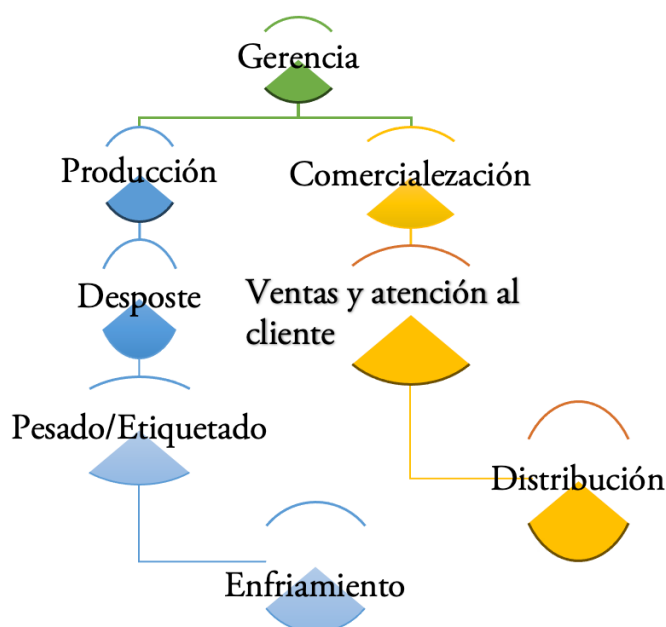 Gerencia
Producción
Comercialezación
Desposte
Ventas y atención al
cliente
Pesado/Etiquetado
Distribución
Enfriamiento